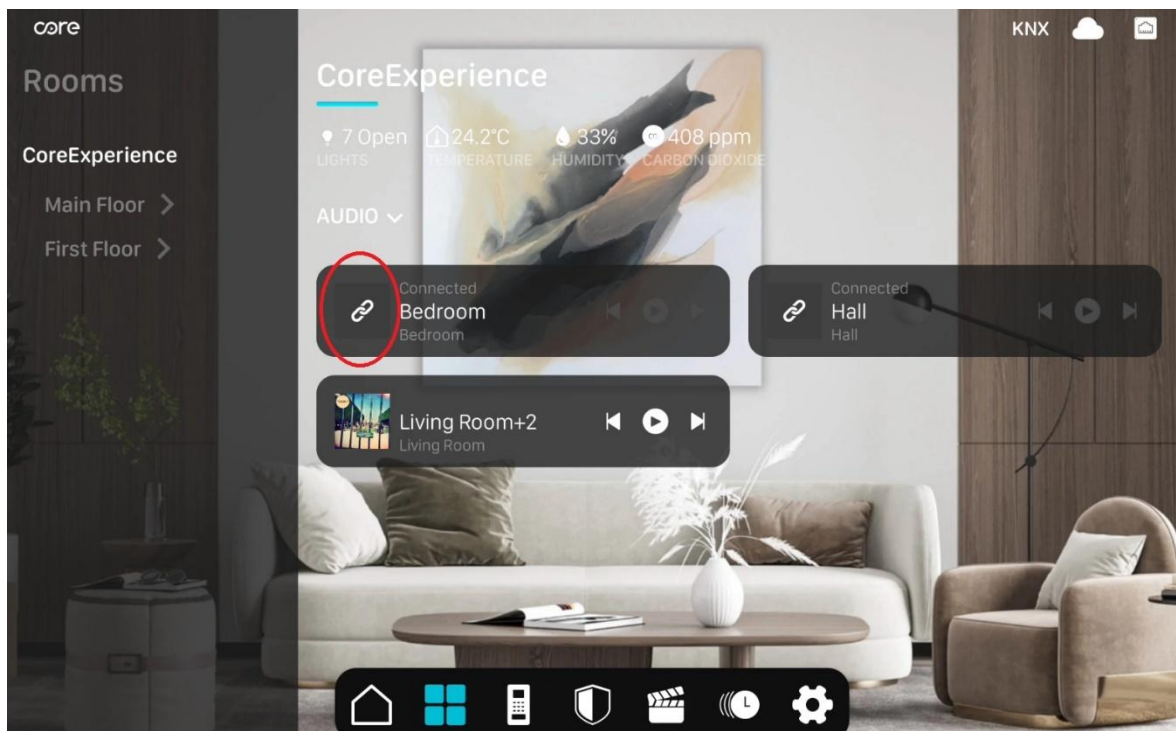 core
KNX
Rooms
CoreExperience
Main Floor
First Floor
CoreExperience
7 Open
LIGHTS
24.2°C
TEMPERATURE
33%
HUMIDITY
408 ppm
CARBON DIOXIDE
AUDIO
Connected
Bedroom
Bedroom
Connected
Hall
Hall
Living Room+2
Living Room